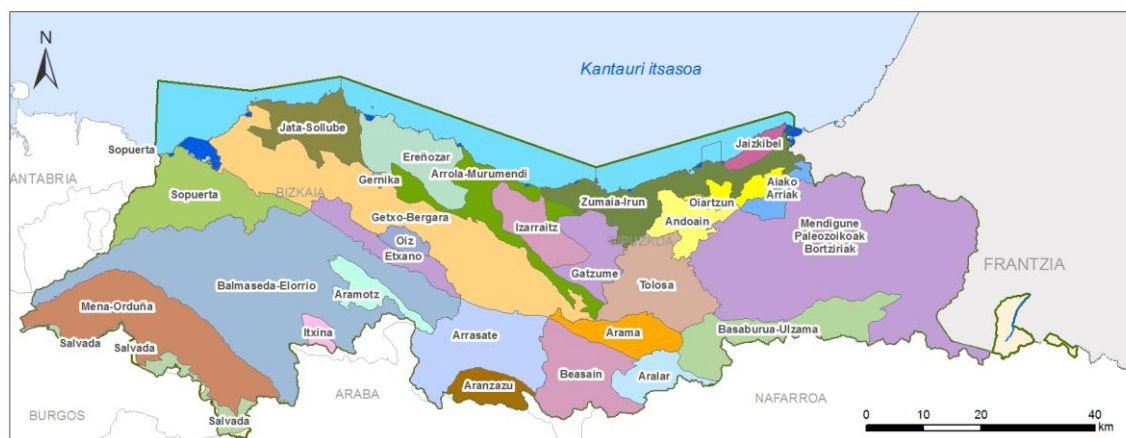 N
Kantauri itsasoa
Jata-Sollube
Jaizkibel
Sopuerta
Ereñozar
ANTABRIA
Gernika
Arrola-Murumendi
Aiako
Arriak
Sopuerta
BIZKAIA
Zumaia-Irun
Oiartzun
Getxo-Bergara
Izarraitz
Andoain
Mendigune
Paleozoikoak
Bortziriak
Oiz
Etxano
GIPUZKOA
FRANTZIA
Gatzume
Balmaseda-Elorrio
Tolosa
Aramotz
Mena-Orduña
Itxina
Arrasate
Arama
Basaburua-Ulzama
Salvada
Salvada
Beasain
Aralar
Aranzazu
ARABA
NAFARROA
BURGOS
Salvada
0 10 20 40
km